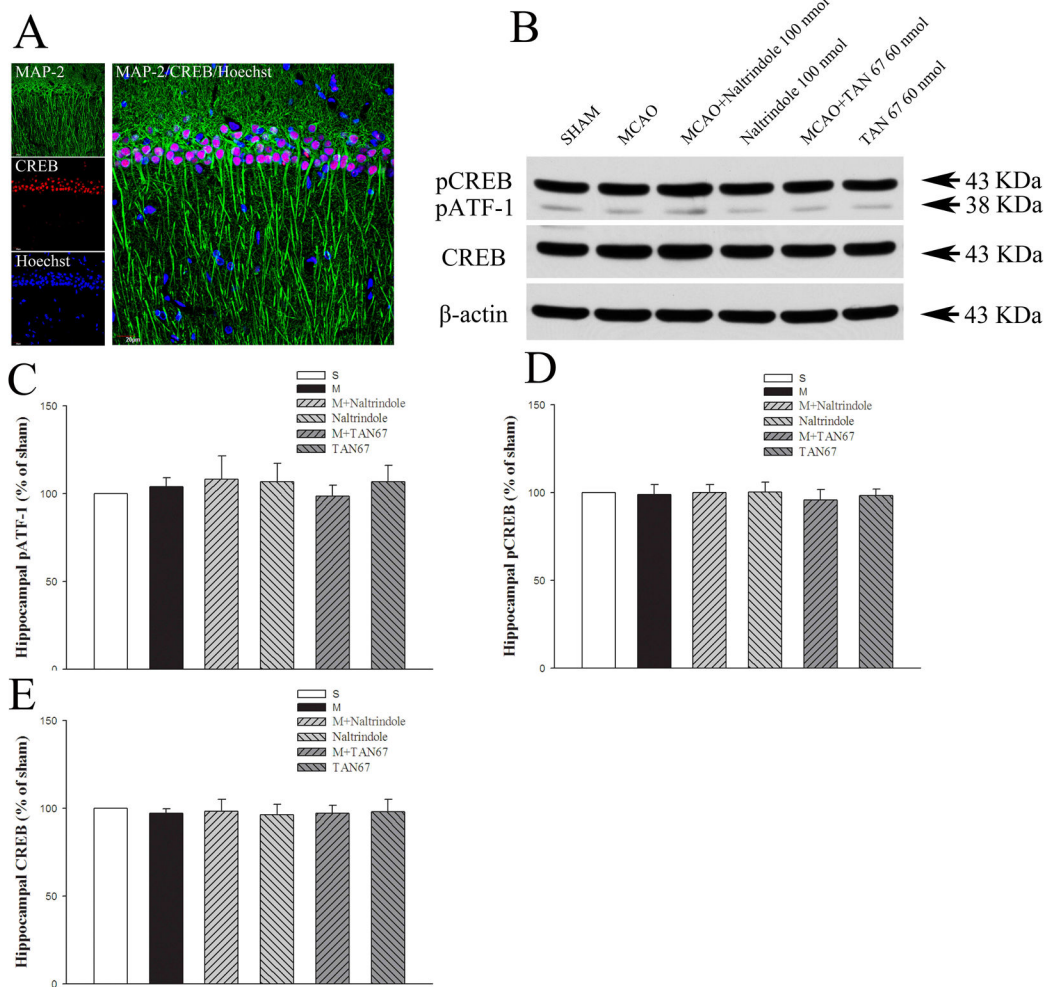 A
MAP-2
CREB
Hoechst
MAP-2/CREB/Hoechst
20μm
B
SHAM
MCAO
MCAO+Naltrindole 100 nmol
Naltrindole 100 nmol
MCAO+TAN 67 60 nmol
TAN 67 60 nmol
pCREB
pATF-1
CREB
β-actin
43 KDa
38 KDa
43 KDa
43 KDa
C
S
M
M+Naltrindole
Naltrindole
M+TAN67
TAN67
Hippocampal pATF-1 (% of sham)
150
100
50
0
D
S
M
M+Naltrindole
Naltrindole
M+TAN67
TAN67
Hippocampal pCREB (% of sham)
150
100
50
0
E
S
M
M+Naltrindole
Naltrindole
M+TAN67
TAN67
Hippocampal CREB (% of sham)
150
100
50
0